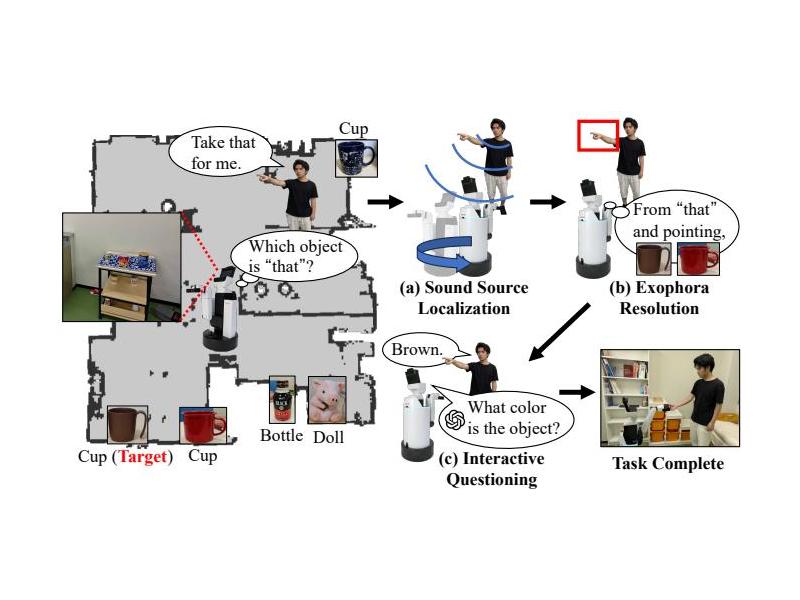 Take that
for me.
Cup
Which object
is “that”?
Cup (Target)
Cup
Bottle
Doll
(a) Sound Source
Localization
From “that”
and pointing,
(b) Exophora
Resolution
Brown.
What color
is the object?
(c) Interactive
Questioning
Task Complete